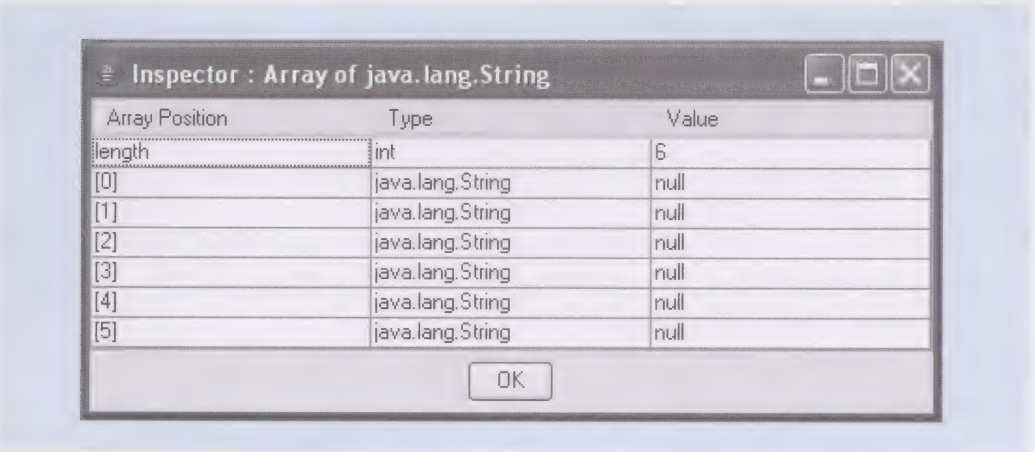 Inspector : Array of java.lang.String
Array Position Type Value
length int 6
[0] java.lang.String null
[1] java.lang.String null
[2] java.lang.String null
[3] java.lang.String null
[4] java.lang.String null
[5] java.lang.String null
OK